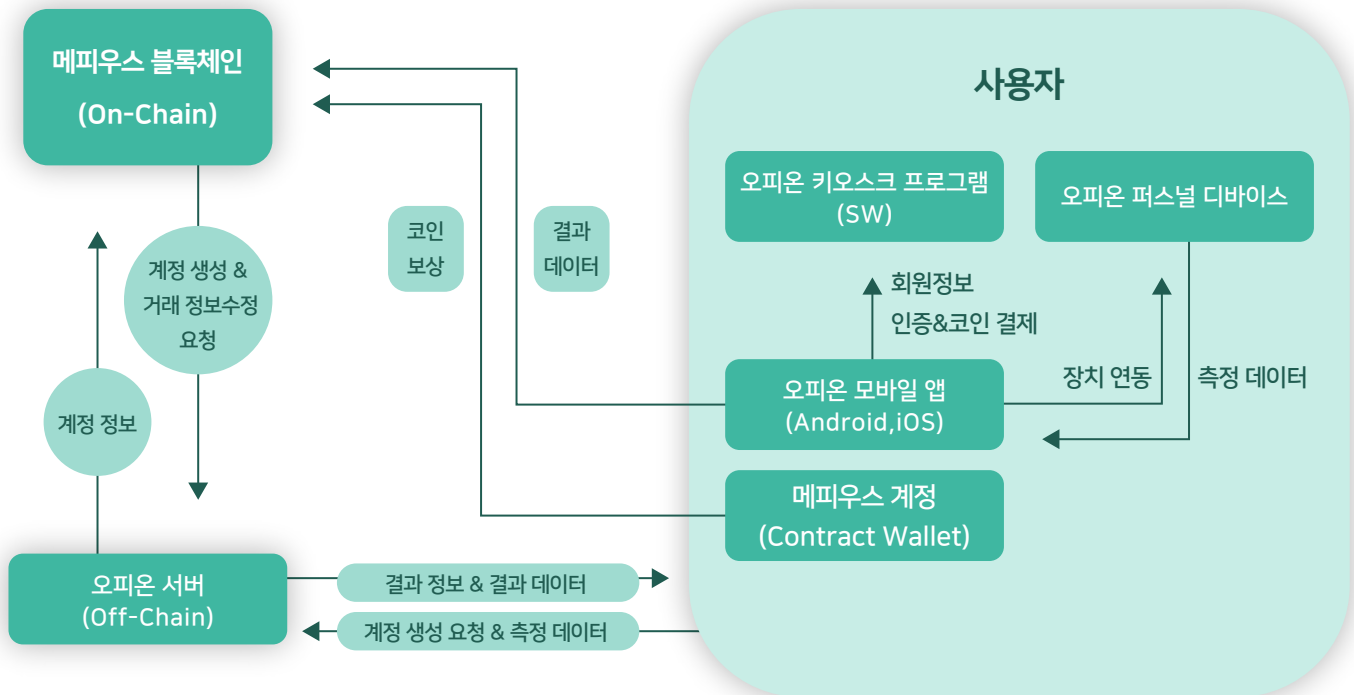 메피우스 블록체인
(On-Chain)
계정 생성 &
거래 정보수정
요청
계정 정보
오피온 서버
(Off-Chain)
코인
보상
결과
데이터
결과 정보 & 결과 데이터
계정 생성 요청 & 측정 데이터
사용자
오피온 키오스크 프로그램
(SW)
오피온 퍼스널 디바이스
회원정보
인증&코인 결제
장치 연동
측정 데이터
오피온 모바일 앱
(Android,iOS)
메피우스 계정
(Contract Wallet)